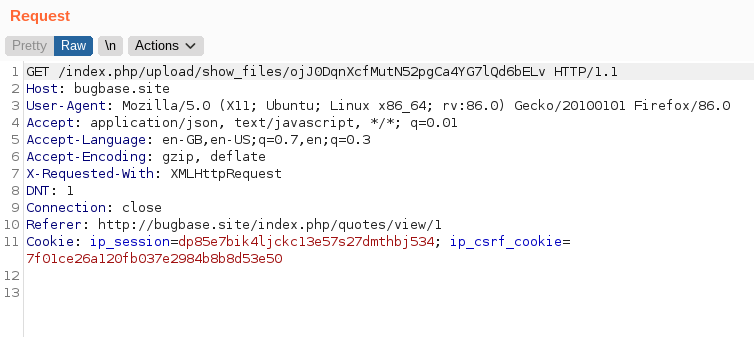 Request
Pretty Raw \n Actions
1 GET /index.php/upload/show_files/ojJ0DqnXcfMutN52pgCa4YG7lQd6bELv HTTP/1.1
2 Host: bugbase.site
3 User-Agent: Mozilla/5.0 (X11; Ubuntu; Linux x86_64; rv:86.0) Gecko/20100101 Firefox/86.0
4 Accept: application/json, text/javascript, */*; q=0.01
5 Accept-Language: en-GB,en-US;q=0.7,en;q=0.3
6 Accept-Encoding: gzip, deflate
7 X-Requested-With: XMLHttpRequest
8 DNT: 1
9 Connection: close
10 Referer: http://bugbase.site/index.php/quotes/view/1
11 Cookie: ip_session=dp85e7bik4ljckc13e57s27dmthbj534; ip_csrf_cookie=
7f01ce26a120fb037e2984b8b8d53e50
12
13